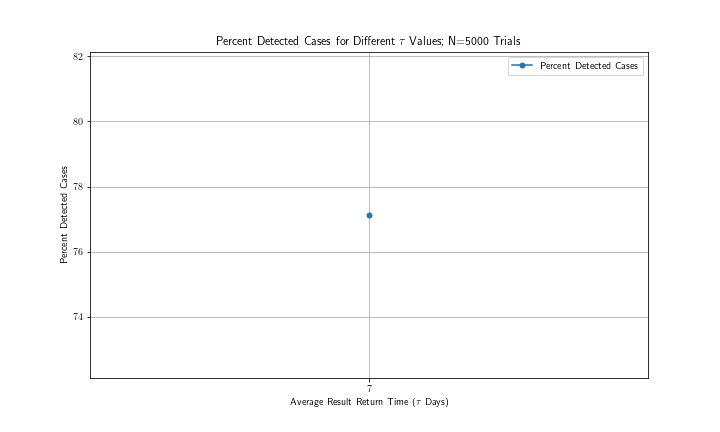 Percent Detected Cases for Different τ Values; N=5000 Trials
Percent Detected Cases
82
80
78
76
74
Percent Detected Cases
7
Average Result Return Time (τ Days)